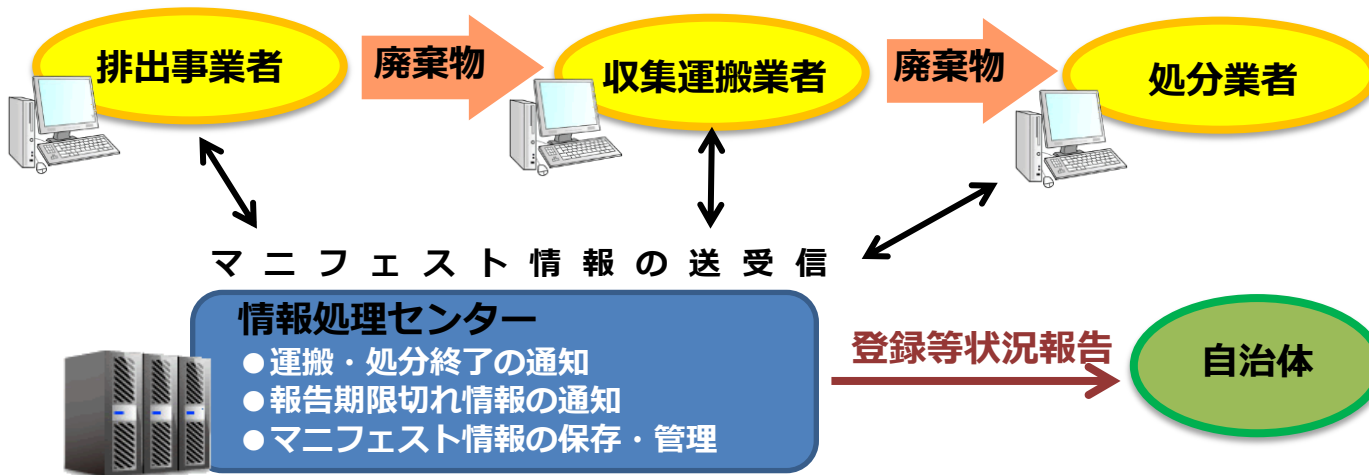 排出事業者
廃棄物
収集運搬業者
廃棄物
処分業者
マニフェスト情報の送受信
情報処理センター
●運搬・処分終了の通知
●報告期限切れ情報の通知
●マニフェスト情報の保存・管理
登録等状況報告
自治体